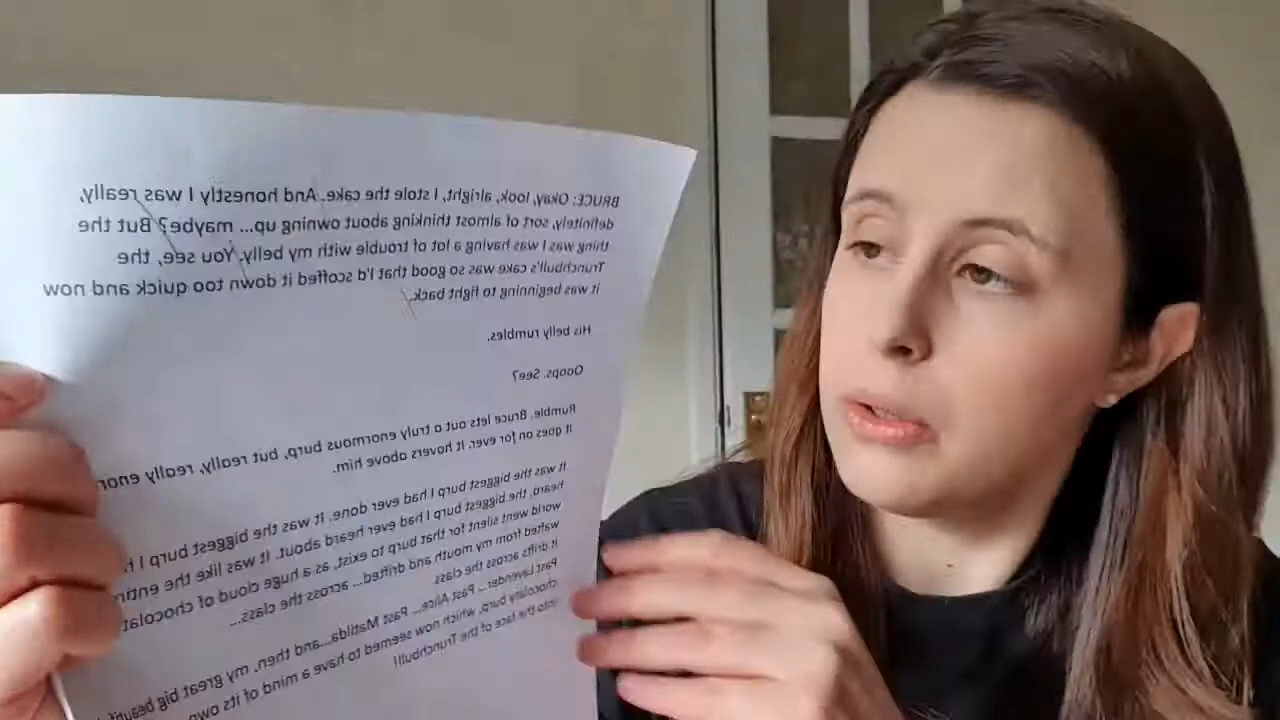 BRUCE: Okay, look, alright, I stole the cake. And honestly I was really,
definitely, sort of almost thinking about owning up... maybe? But the
thing was I was having a lot of trouble with my belly. You see, the
Trunchbull's cake was so good that I'd scoffed it down too quick and now
it was beginning to fight back.
His belly rumbles.
Ooops. See?
Rumble. Bruce lets out a truly enormous burp, but really, really enor
It goes on for ever. It hovers above him.
It was the biggest burp I had ever done. It was the biggest burp I h
heard, the biggest burp I had ever heard about. It was like the entir
world went silent for that burp to exist, as a huge cloud of chocolat
wafted from my mouth and drifted... across the class...
It drifts across the class
Past Lavender... Past Alice... Past Matilda...and then, my great big beauti
chocolaty burp, which now seemed to have a mind of its ow
into the face of the Trunchbull!